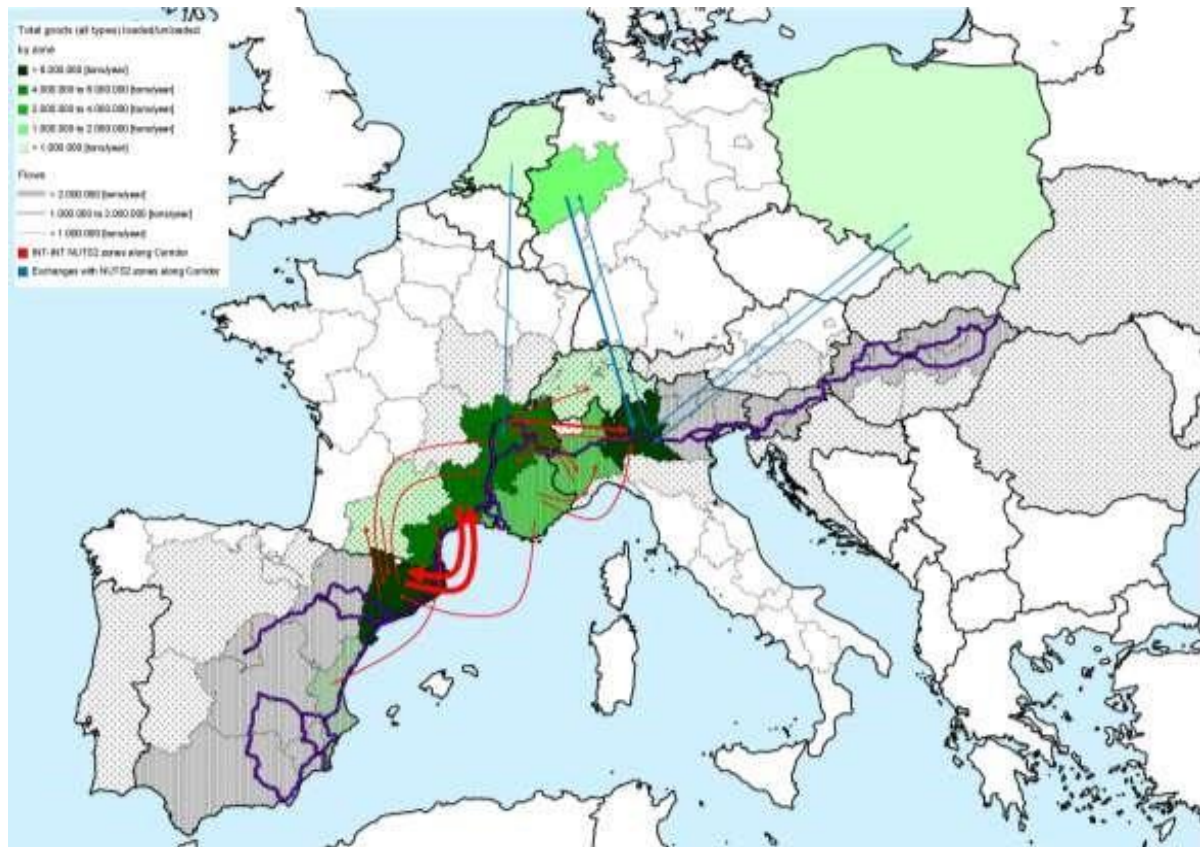 Total goods (all types) loaded/unloaded
by zone
> 6.000.000 [tons/year]
4.000.000 to 6.000.000 [tons/year]
2.000.000 to 4.000.000 [tons/year]
1.000.000 to 2.000.000 [tons/year]
< 1.000.000 [tons/year]
Flows
> 2.000.000 [tons/year]
1.000.000 to 2.000.000 [tons/year]
< 1.000.000 [tons/year]
INT-INT NUTS2 zones along Corridor
Exchanges with NUTS2 zones along Corridor